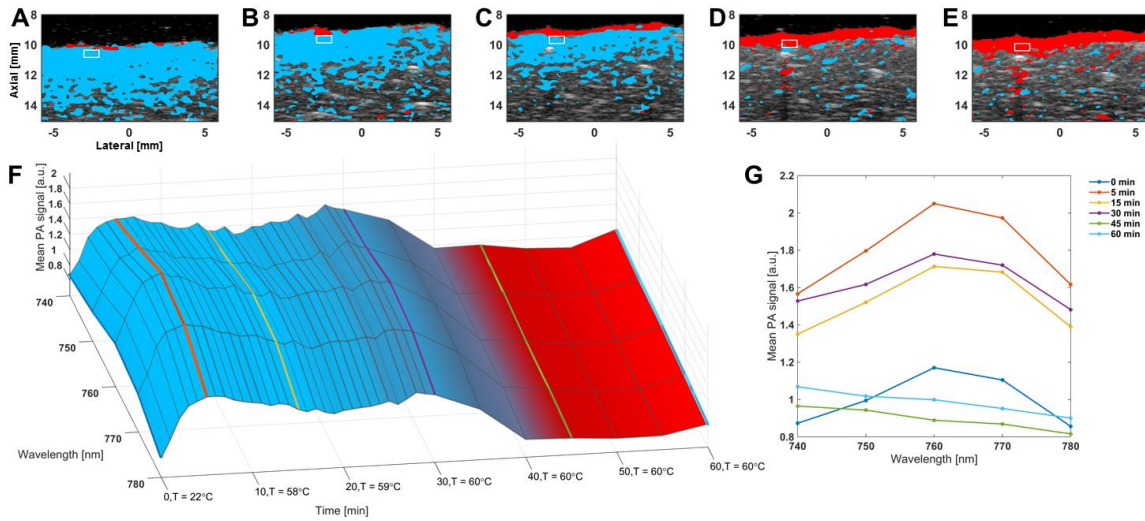 A
B
C
D
E
8
10
12
14
Axial [mm]
-5
0
5
Lateral [mm]
8
10
12
14
-5
0
5
8
10
12
14
-5
0
5
8
10
12
14
-5
0
5
8
10
12
14
-5
0
5
F
Mean PA signal [a.u.]
2
1.8
1.6
1.4
1.2
1
0.8
740
750
760
770
780
Wavelength [nm]
0,T = 22°C
10,T = 58°C
20,T = 59°C
30,T = 60°C
40,T = 60°C
50,T = 60°C
60,T = 60°C
Time [min]
G
Mean PA signal [a.u.]
2.2
2
1.8
1.6
1.4
1.2
1
0.8
740
750
760
770
780
Wavelength [nm]
0 min
5 min
15 min
30 min
45 min
60 min